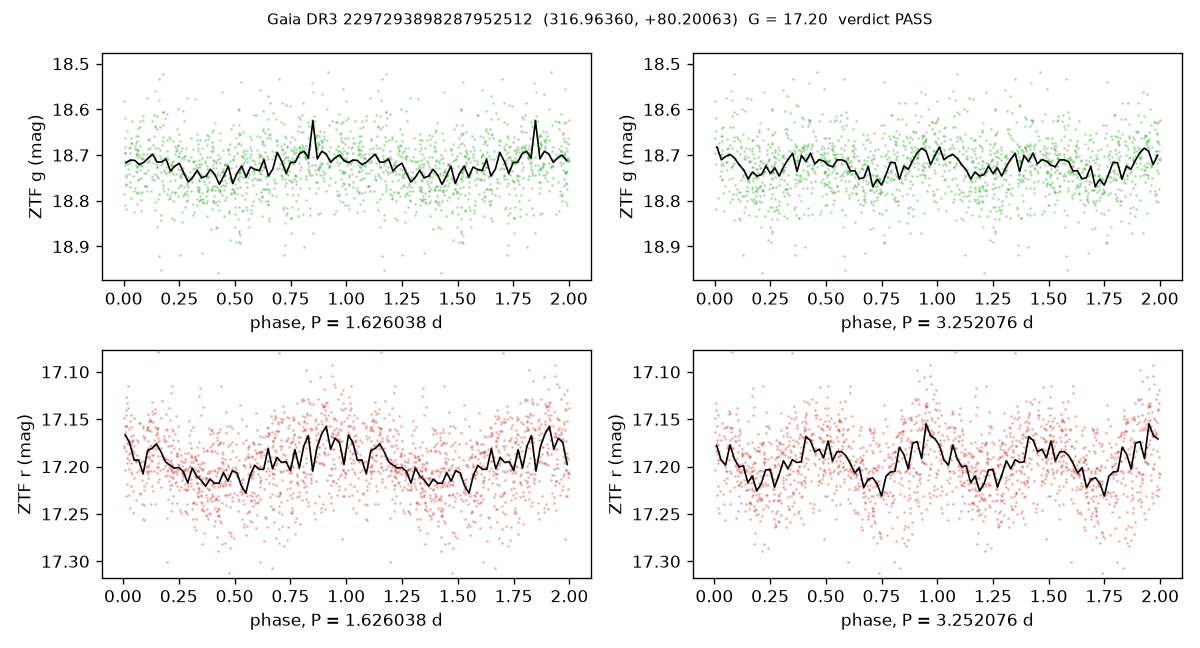 Gaia DR3 2297293898287952512 (316.96360, +80.20063) G = 17.20 verdict PASS
ZTF g (mag)
18.5
18.6
18.7
18.8
18.9
0.00 0.25 0.50 0.75 1.00 1.25 1.50 1.75 2.00
phase, P = 1.626038 d
ZTF g (mag)
18.5
18.6
18.7
18.8
18.9
0.00 0.25 0.50 0.75 1.00 1.25 1.50 1.75 2.00
phase, P = 3.252076 d
ZTF r (mag)
17.10
17.15
17.20
17.25
17.30
0.00 0.25 0.50 0.75 1.00 1.25 1.50 1.75 2.00
phase, P = 1.626038 d
ZTF r (mag)
17.10
17.15
17.20
17.25
17.30
0.00 0.25 0.50 0.75 1.00 1.25 1.50 1.75 2.00
phase, P = 3.252076 d